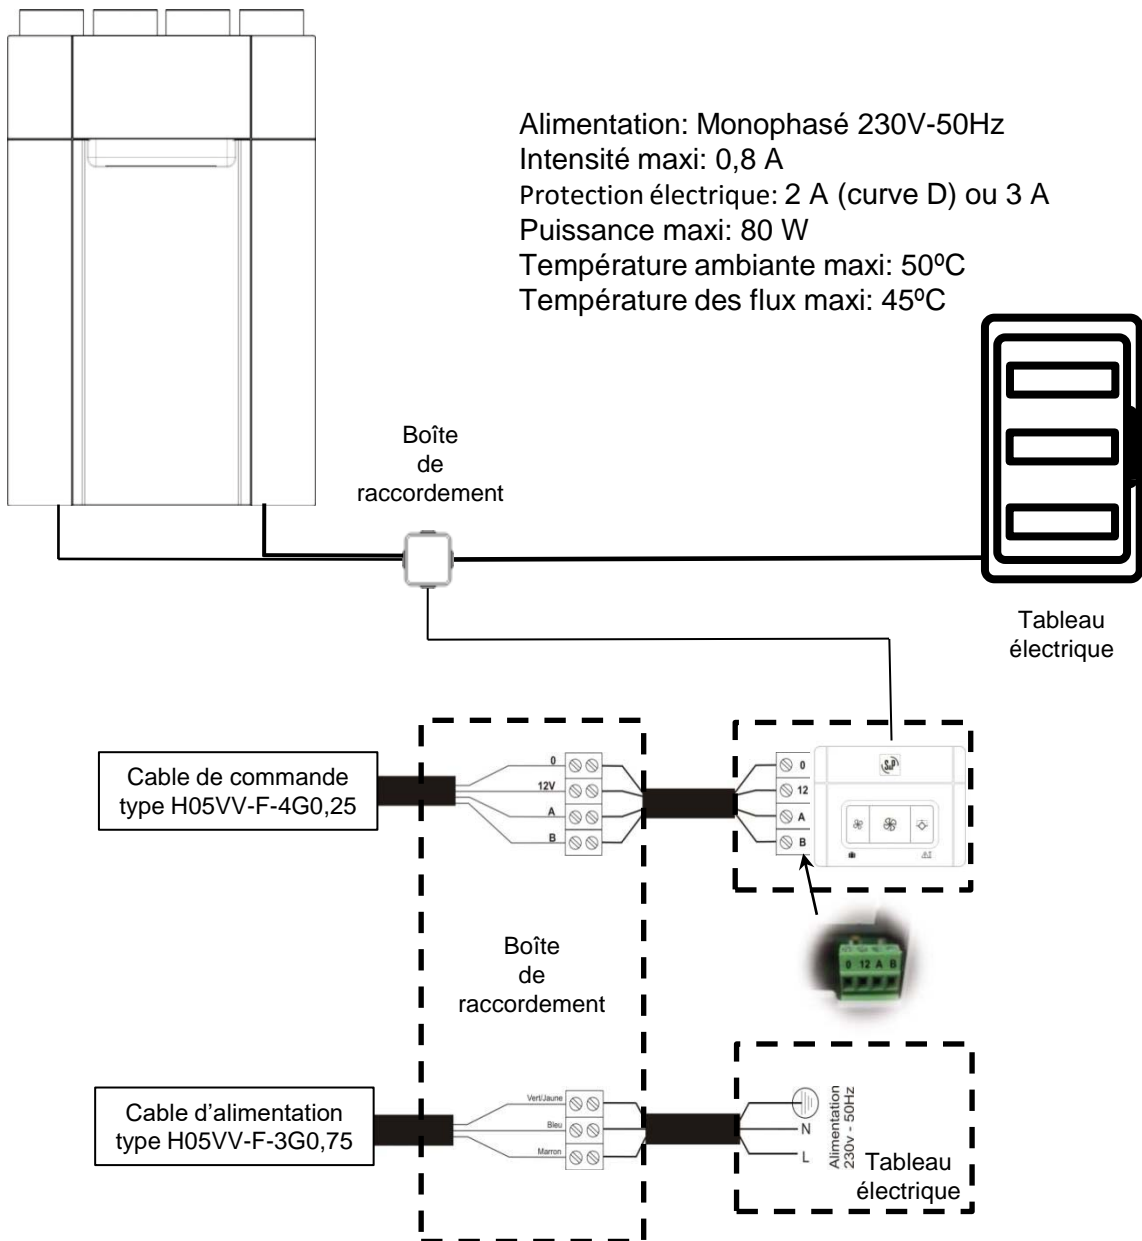 Alimentation: Monophasé 230V-50Hz
Intensité maxi: 0,8 A
Protection électrique: 2 A (curve D) ou 3 A
Puissance maxi: 80 W
Température ambiante maxi: 50ºC
Température des flux maxi: 45ºC
Boîte
de
raccordement
Tableau
électrique
Cable de commande
type H05VV-F-4G0,25
0
12V
A
B
0
12
A
B
S&P
0 12 A B
Boîte
de
raccordement
Cable d’alimentation
type H05VV-F-3G0,75
Vert/Jaune
Bleu
Marron
N
L
Alimentation
230v - 50Hz
Tableau
électrique